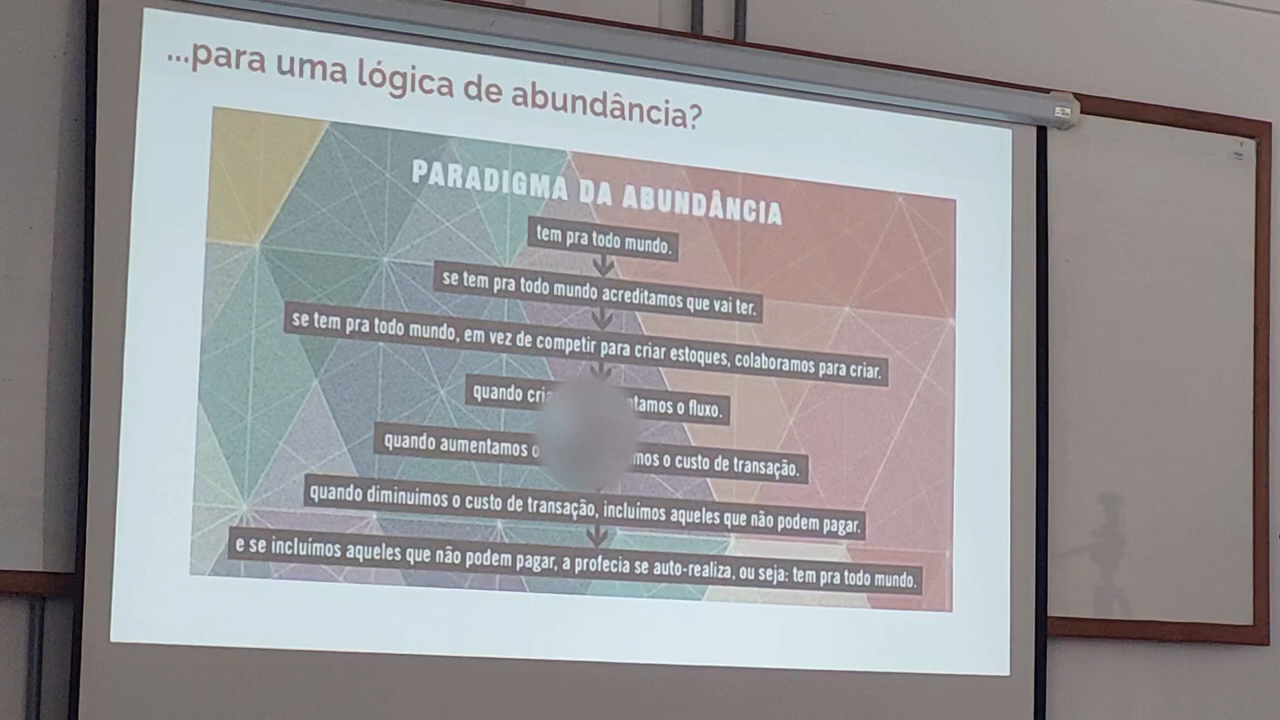 ...para uma lógica de abundância?
PARADIGMA DA ABUNDÂNCIA
tem pra todo mundo.
se tem pra todo mundo acreditamos que vai ter.
se tem pra todo mundo, em vez de competir para criar estoques, colaboramos para criar.
quando o fluxo.
quando aumentamos o custo de transação.
quando diminuimos o custo de transação, incluímos aqueles que não podem pagar.
e se incluímos aqueles que não podem pagar, a profecia se auto-realiza, ou seja: tem pra todo mundo.